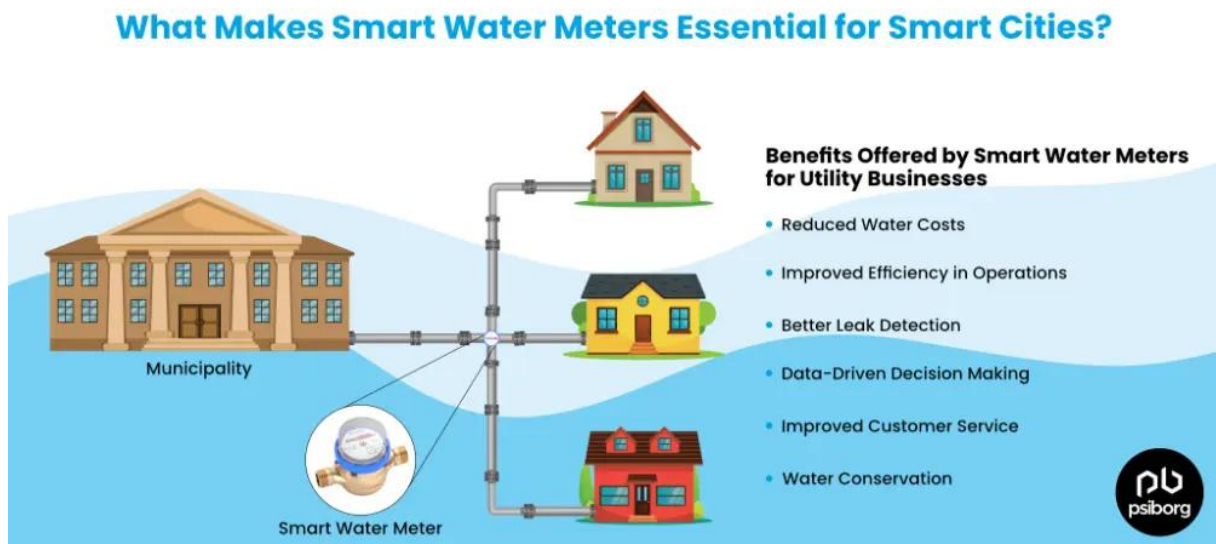 What Makes Smart Water Meters Essential for Smart Cities?
Municipality
Smart Water Meter
Benefits Offered by Smart Water Meters
for Utility Businesses
Reduced Water Costs
Improved Efficiency in Operations
Better Leak Detection
Data-Driven Decision Making
Improved Customer Service
Water Conservation
psiborg